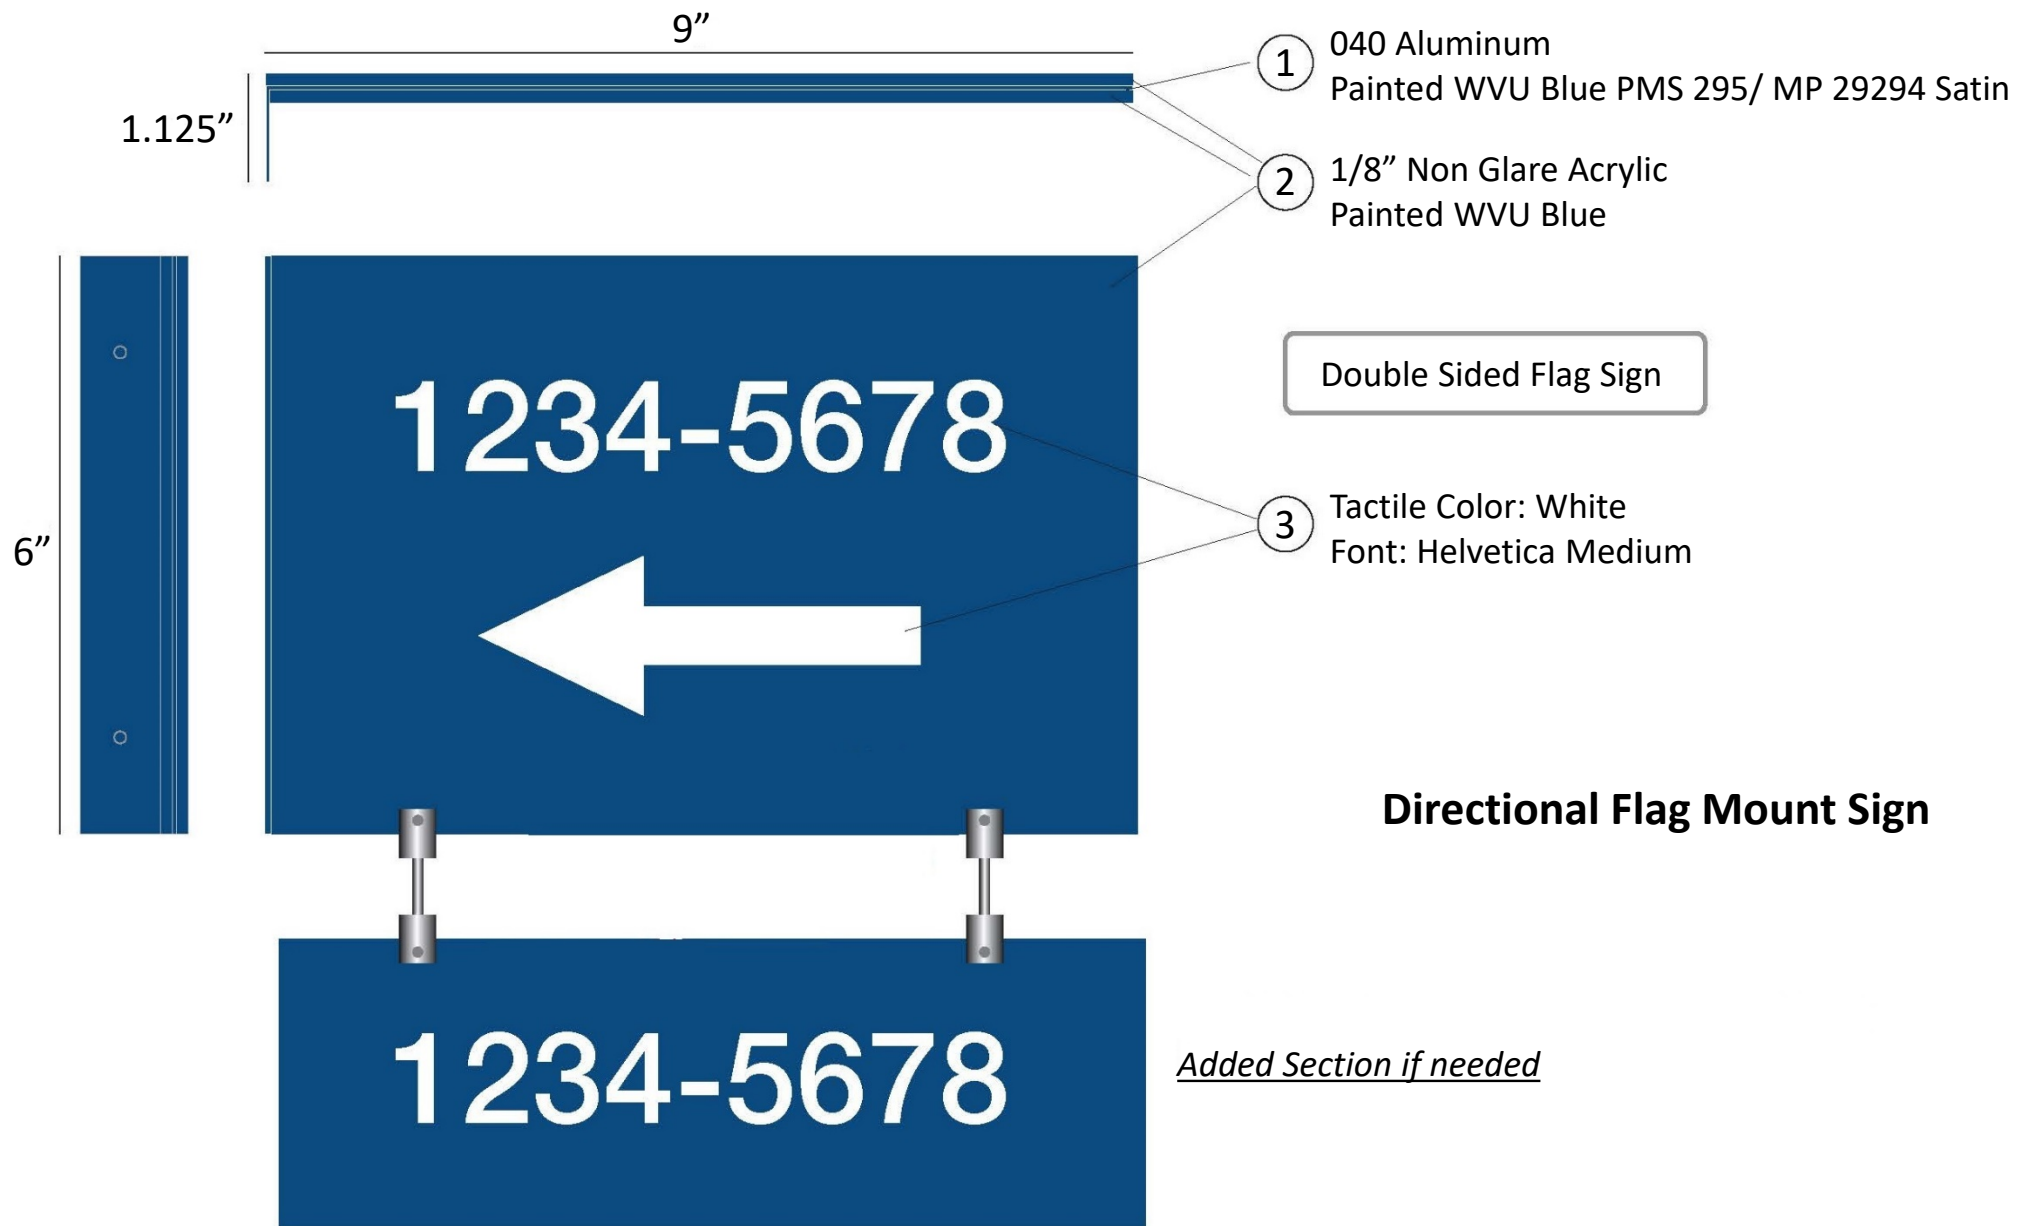 9”
1
040 Aluminum
Painted WVU Blue PMS 295/ MP 29294 Satin
1.125”
2
1/8” Non Glare Acrylic
Painted WVU Blue
Double Sided Flag Sign
1234-5678
3
Tactile Color: White
Font: Helvetica Medium
6”
Directional Flag Mount Sign
1234-5678
Added Section if needed